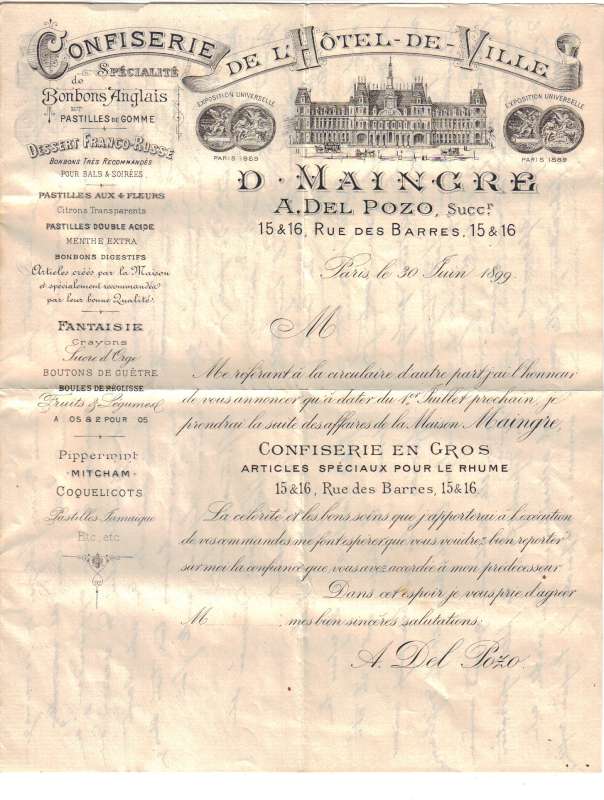 CONFISERIE DE L'HÔTEL-DE-VILLE
SPÉCIALITÉ
de
Bonbons Anglais
ET
PASTILLES DE GOMME
DESSERT FRANCO-RUSSE
BONBONS TRÈS RECOMMANDÉS
POUR BALS & SOIRÉES
PASTILLES AUX 4 FLEURS
Citrons Transparents
PASTILLES DOUBLE ACIDE
MENTHE EXTRA
BONBONS DIGESTIFS
Articles créés par la Maison
et spécialement recommandés
par leur bonne Qualité.
FANTAISIE
Crayons
Sucre d'Orge
BOUTONS DE GUÊTRE
BOULES DE RÉGLISSE
Fruits & Légumes
A 05 & 2 POUR 05
Pippermint
MITCHAM
COQUELICOTS
Pastilles Jamaïque
Etc, etc
EXPOSITION UNIVERSELLE
PARIS 1889
EXPOSITION UNIVERSELLE
PARIS 1889
D. MAINGRE
A. DEL POZO, Succr
15 & 16, RUE DES BARRES, 15 & 16
Paris, le 30 Juin 1899
M
Me referant à la circulaire d'autre part, j'ai l'honneur
de vous annoncer qu'à dater du 1er Juillet prochain, je
prendrai la suite des affaires de la Maison Maingre,
CONFISERIE EN GROS
ARTICLES SPÉCIAUX POUR LE RHUME
15 & 16, Rue des Barres, 15 & 16.
La celérité et les bons soins que j'apporterai à l'exécution
de vos commandes me font espérer que vous voudrez bien reporter
sur moi la confiance que vous avez accordée à mon predecesseur
Dans cet espoir je vous prie d'agréer
M , mes bien sincères salutations.
A. Del Pozo.